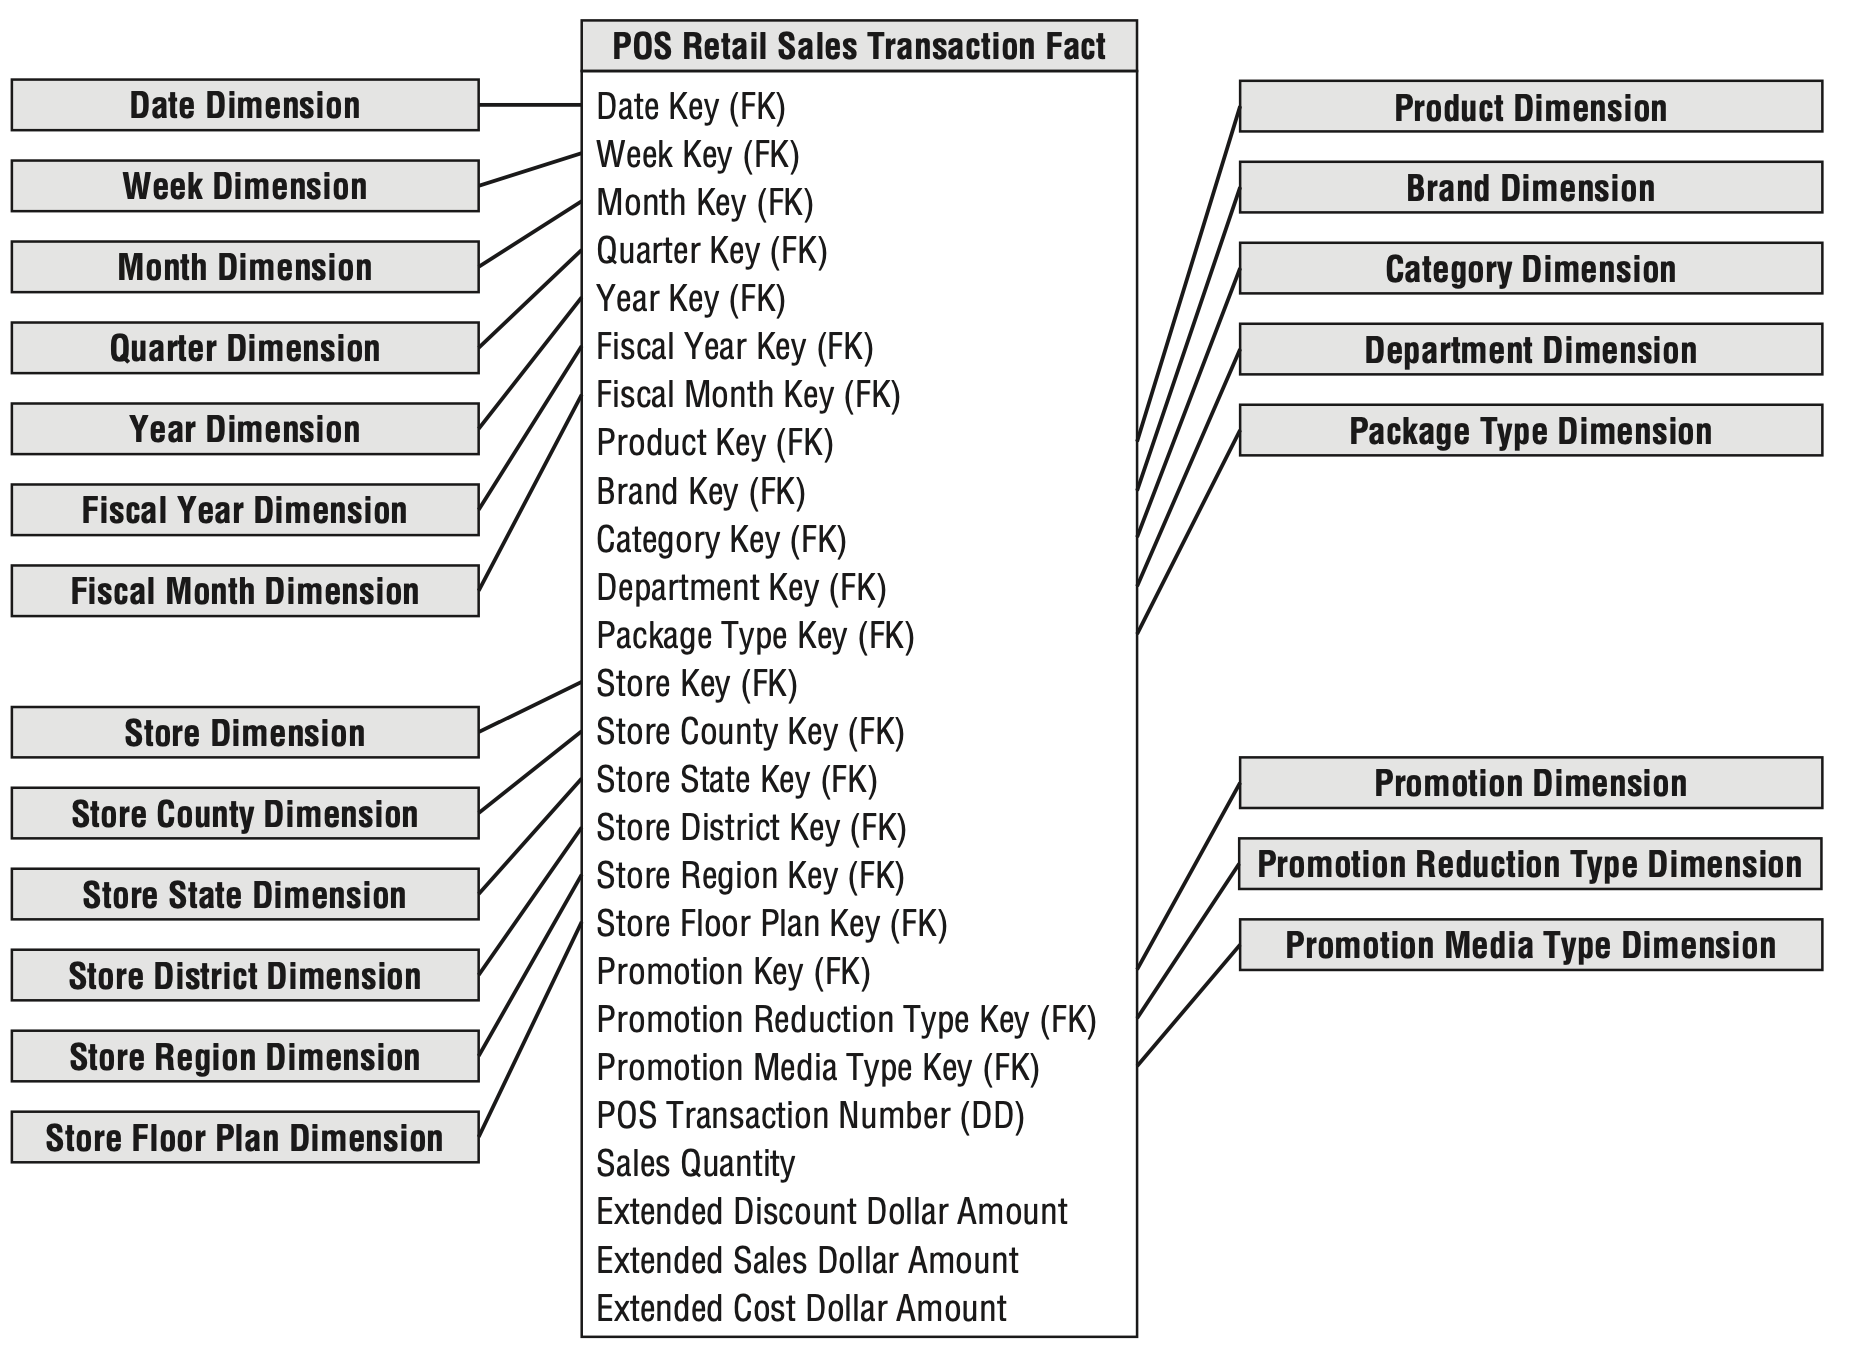 POS Retail Sales Transaction Fact
Date Dimension
Week Dimension
Month Dimension
Quarter Dimension
Year Dimension
Fiscal Year Dimension
Fiscal Month Dimension
Store Dimension
Store County Dimension
Store State Dimension
Store District Dimension
Store Region Dimension
Store Floor Plan Dimension
Date Key (FK)
Week Key (FK)
Month Key (FK)
Quarter Key (FK)
Year Key (FK)
Fiscal Year Key (FK)
Fiscal Month Key (FK)
Product Key (FK)
Brand Key (FK)
Category Key (FK)
Department Key (FK)
Package Type Key (FK)
Store Key (FK)
Store County Key (FK)
Store State Key (FK)
Store District Key (FK)
Store Region Key (FK)
Store Floor Plan Key (FK)
Promotion Key (FK)
Promotion Reduction Type Key (FK)
Promotion Media Type Key (FK)
POS Transaction Number (DD)
Sales Quantity
Extended Discount Dollar Amount
Extended Sales Dollar Amount
Extended Cost Dollar Amount
Product Dimension
Brand Dimension
Category Dimension
Department Dimension
Package Type Dimension
Promotion Dimension
Promotion Reduction Type Dimension
Promotion Media Type Dimension